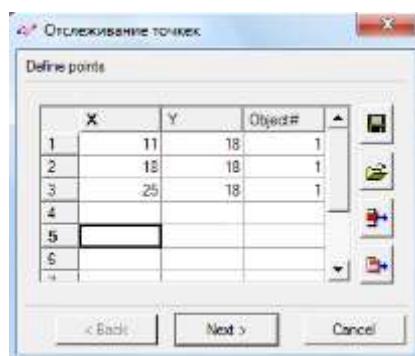 Отслеживание точкек
Define points
X Y Object#
1 11 18 1
2 18 18 1
3 25 18 1
4
5
6
< Back Next > Cancel